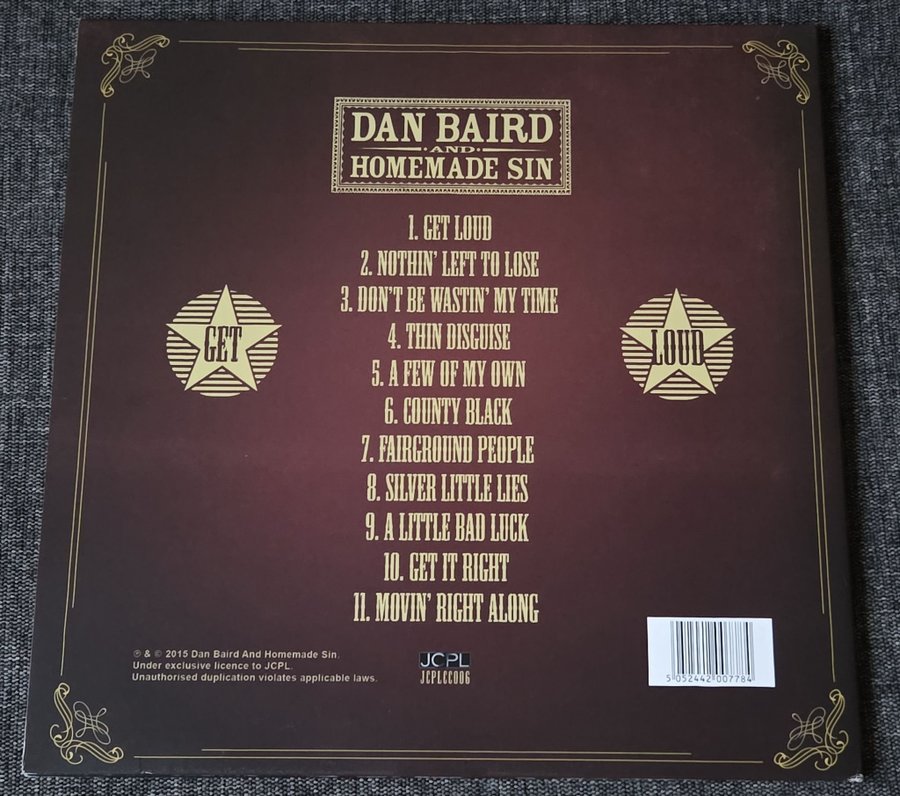 DAN BAIRD
AND
HOMEMADE SIN
1. GET LOUD
2. NOTHIN' LEFT TO LOSE
3. DON'T BE WASTIN' MY TIME
4. THIN DISGUISE
5. A FEW OF MY OWN
6. COUNTY BLACK
7. FAIRGROUND PEOPLE
8. SILVER LITTLE LIES
9. A LITTLE BAD LUCK
10. GET IT RIGHT
11. MOVIN' RIGHT ALONG
GET
LOUD
℗ & © 2015 Dan Baird And Homemade Sin.
Under exclusive licence to JCPL.
Unauthorised duplication violates applicable laws.
JCPL
JCPLCC006
5 052442 007784